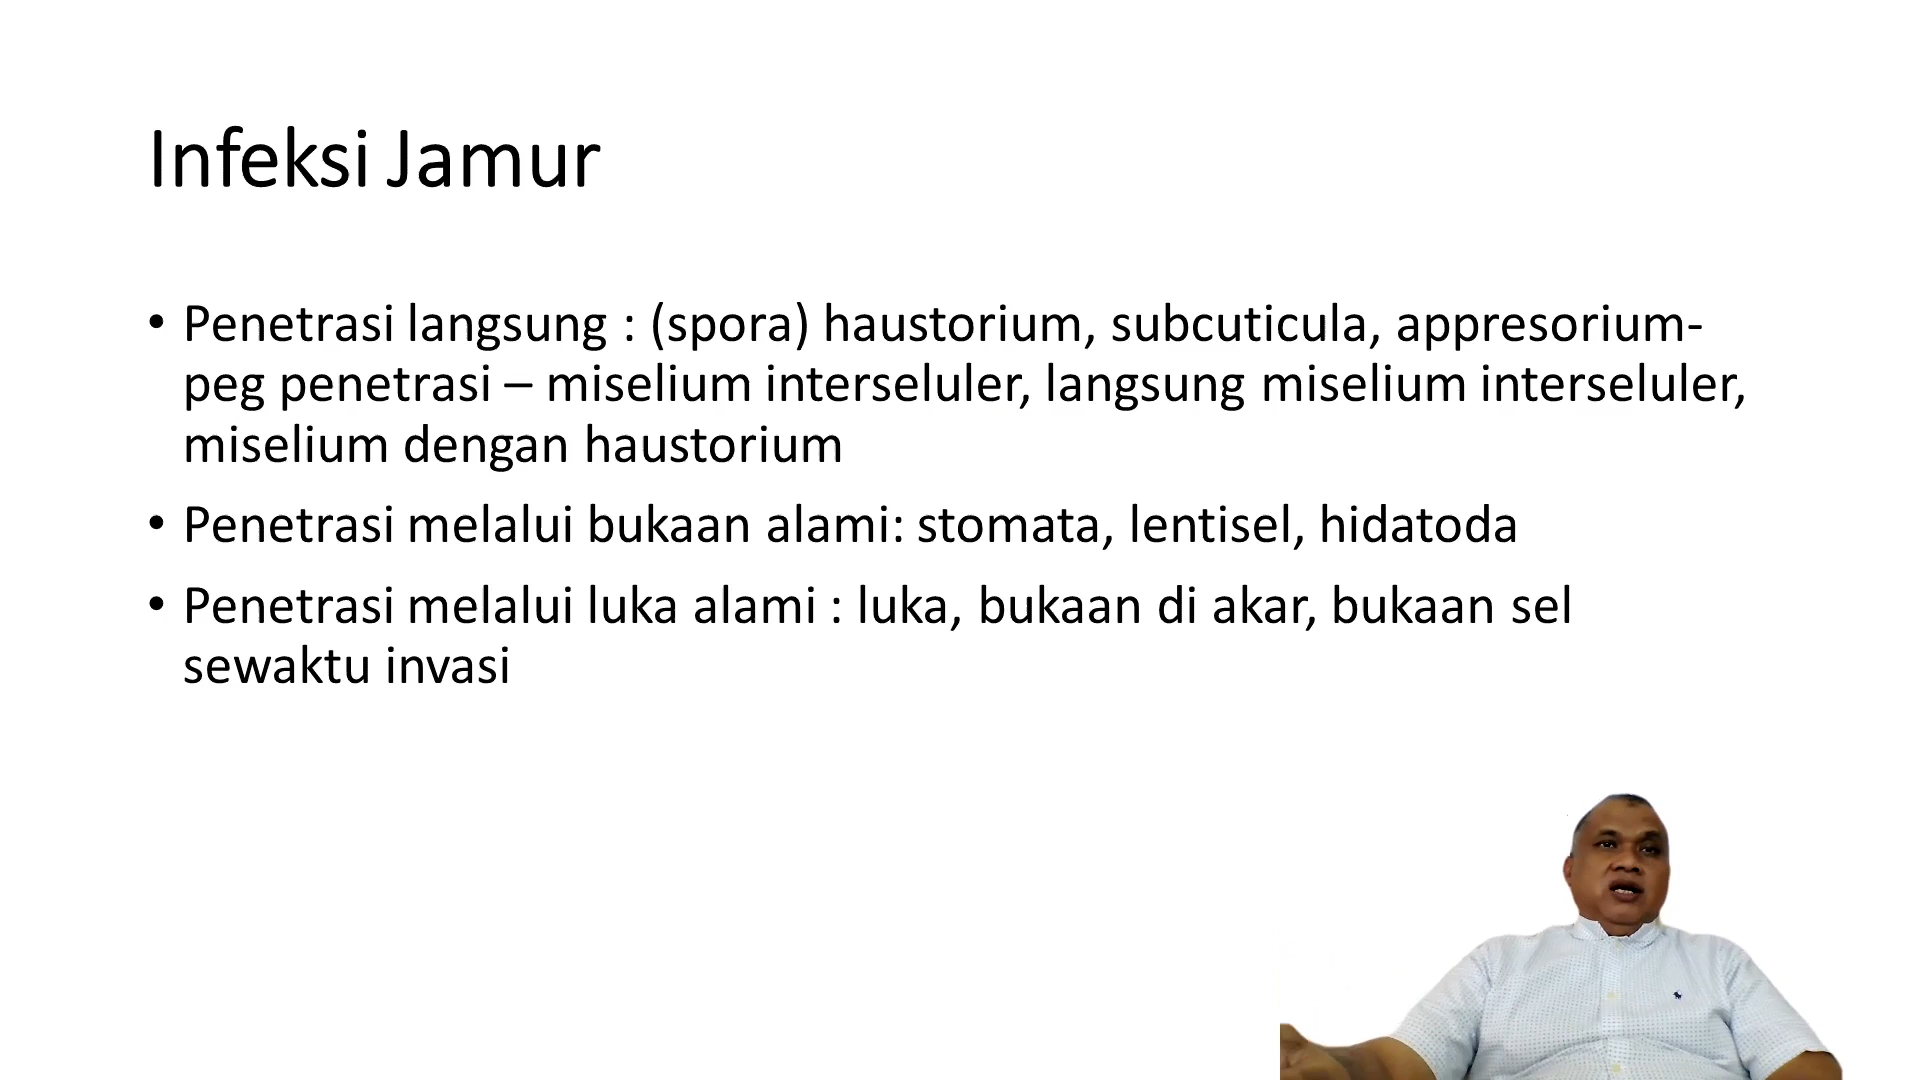 Infeksi Jamur
• Penetrasi langsung : (spora) haustorium, subcuticula, appresorium-
peg penetrasi – miselium interseluler, langsung miselium interseluler,
miselium dengan haustorium
• Penetrasi melalui bukaan alami: stomata, lentisel, hidatoda
• Penetrasi melalui luka alami : luka, bukaan di akar, bukaan sel
sewaktu invasi